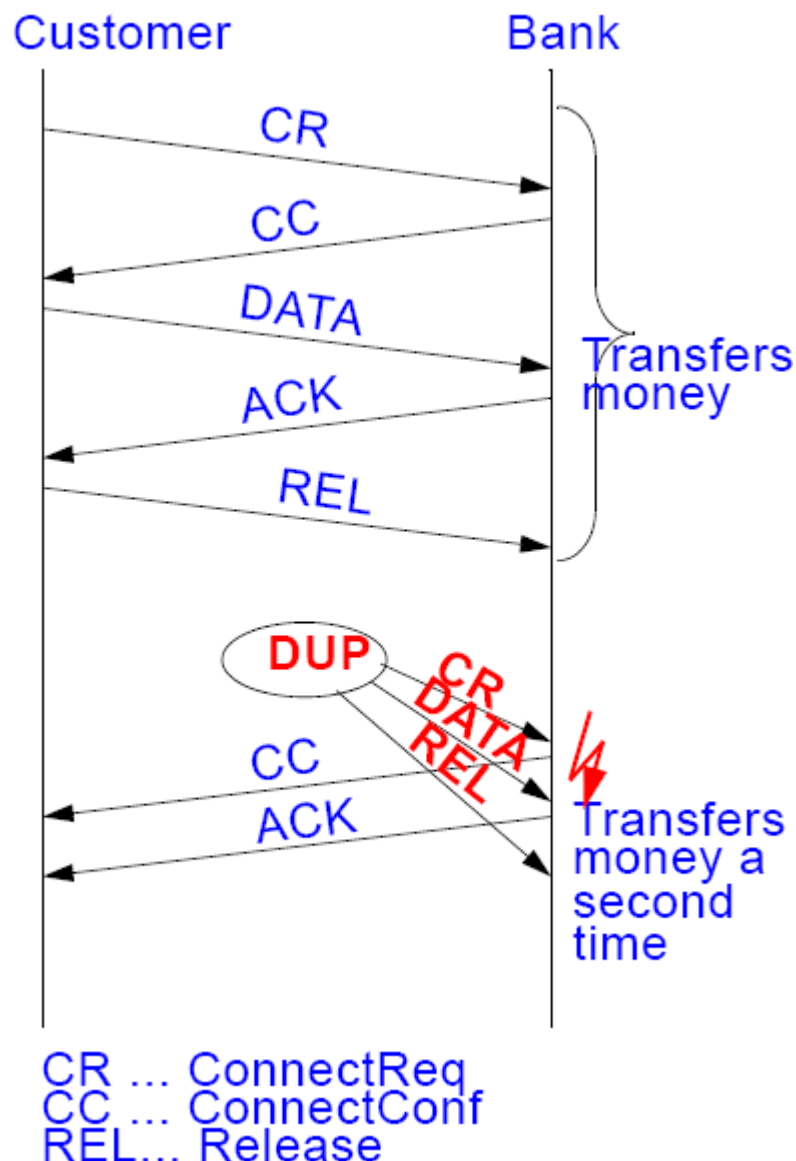 Customer
Bank
CR
CC
DATA
ACK
REL
Transfers
money
DUP
CR
DATA
REL
CC
ACK
Transfers
money a
second
time
CR ... ConnectReq
CC ... ConnectConf
REL... Release